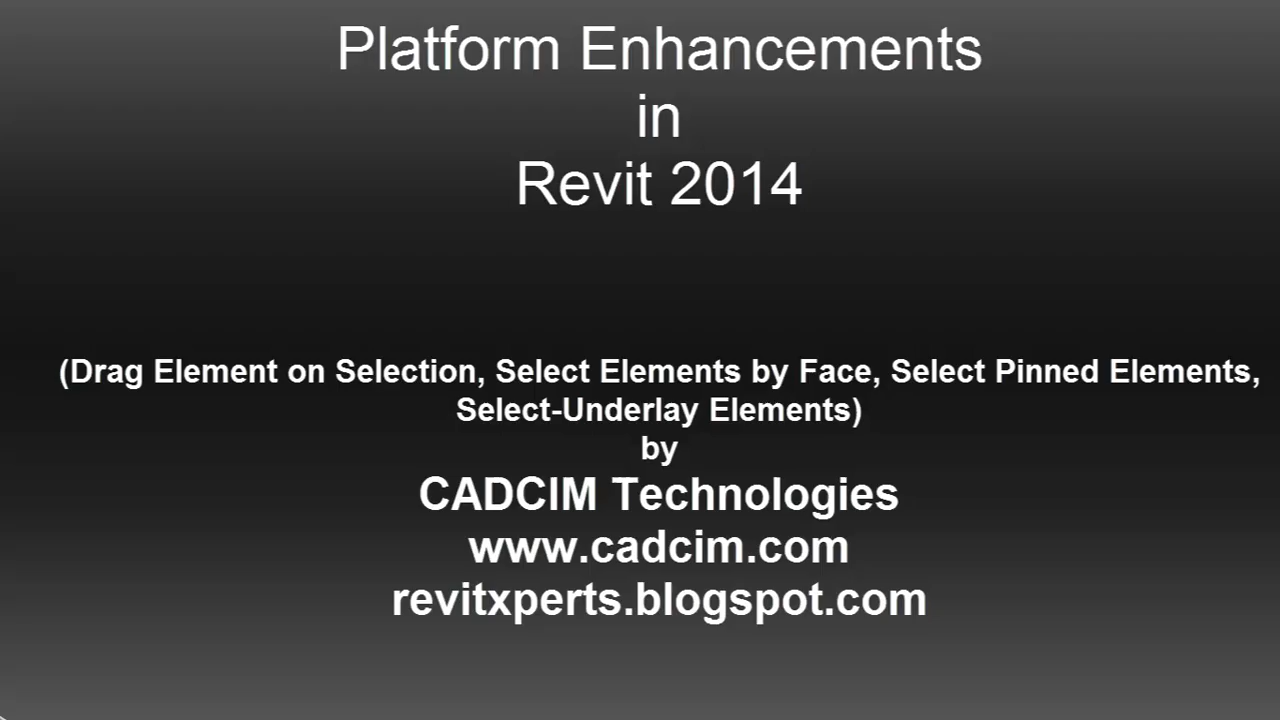 Platform Enhancements
in
Revit 2014
(Drag Element on Selection, Select Elements by Face, Select Pinned Elements,
Select-Underlay Elements)
by
CADCIM Technologies
www.cadcim.com
revitxperts.blogspot.com